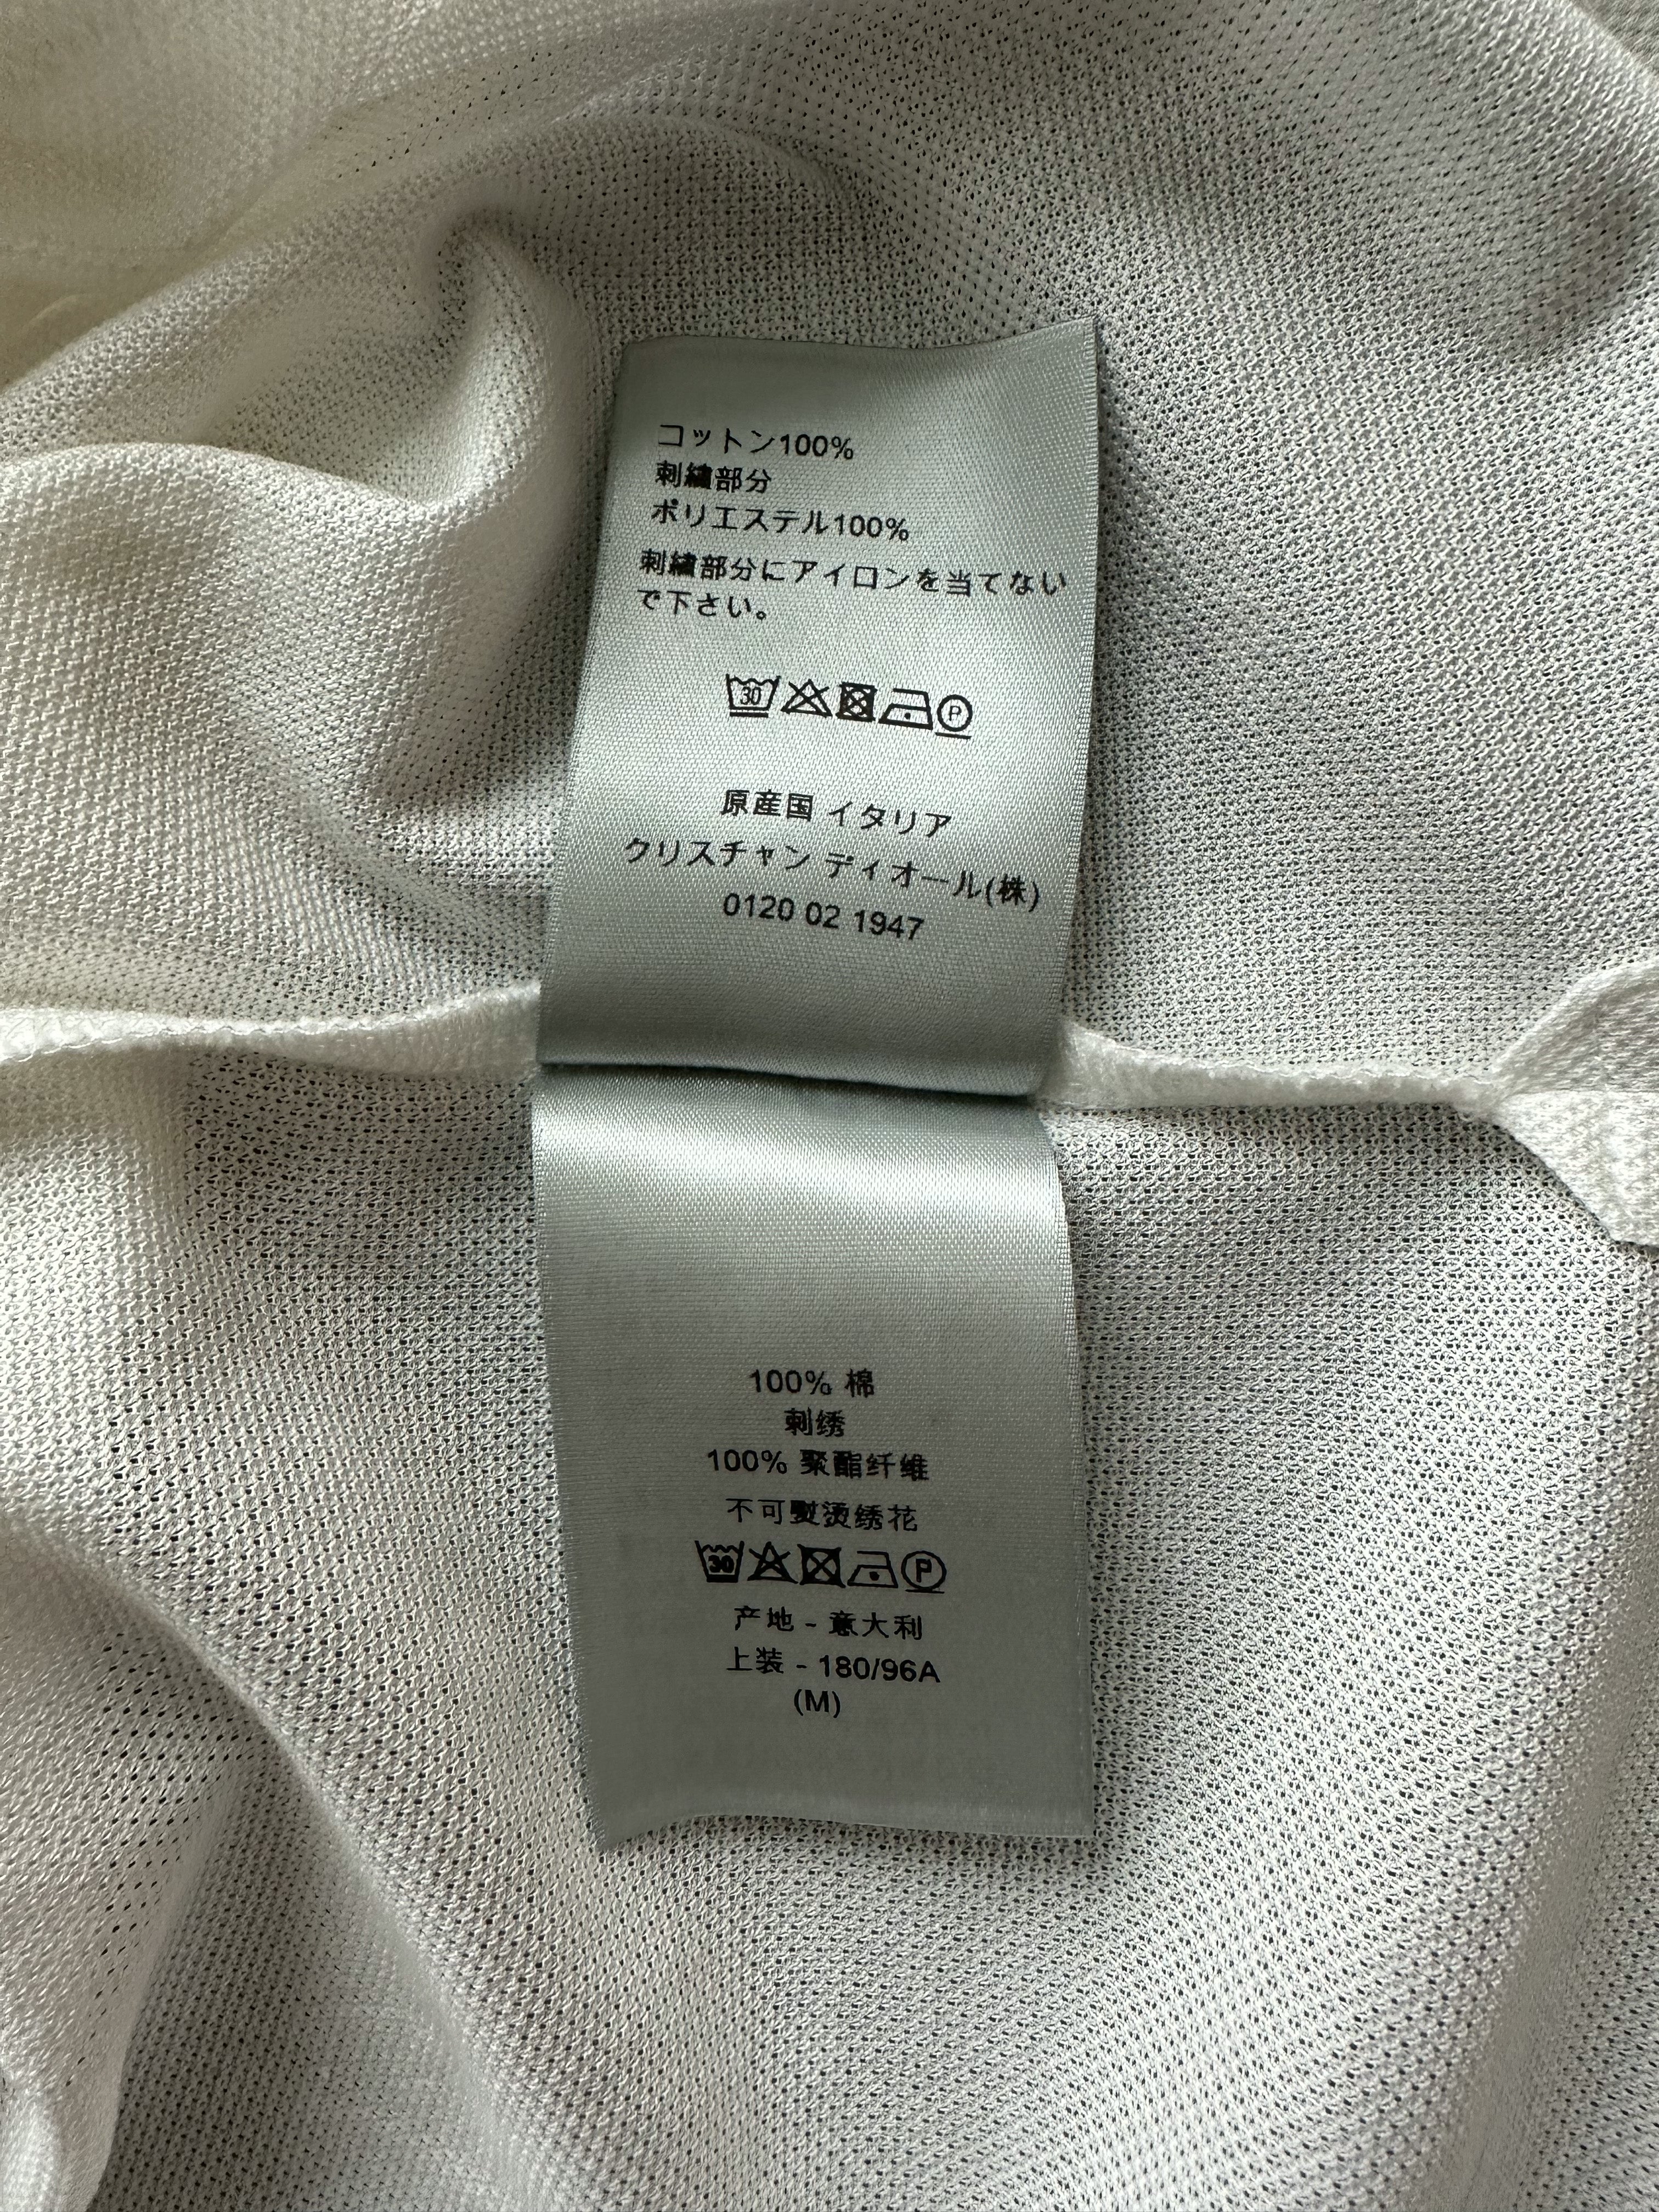 コットン100%
刺繍部分
ポリエステル100%
刺繍部分にアイロンを当てない
で下さい。
30 P
原産国 イタリア
クリスチャン ディオール(株)
0120 02 1947
100% 棉
刺绣
100% 聚酯纤维
不可熨烫绣花
30 P
产地 - 意大利
上装 - 180/96A
(M)